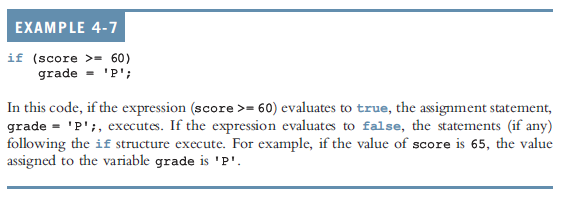 EXAMPLE 4-7
if (score >= 60)
    grade = 'P';
In this code, if the expression (score >= 60) evaluates to true, the assignment statement,
grade = 'P';, executes. If the expression evaluates to false, the statements (if any)
following the if structure execute. For example, if the value of score is 65, the value
assigned to the variable grade is 'P'.